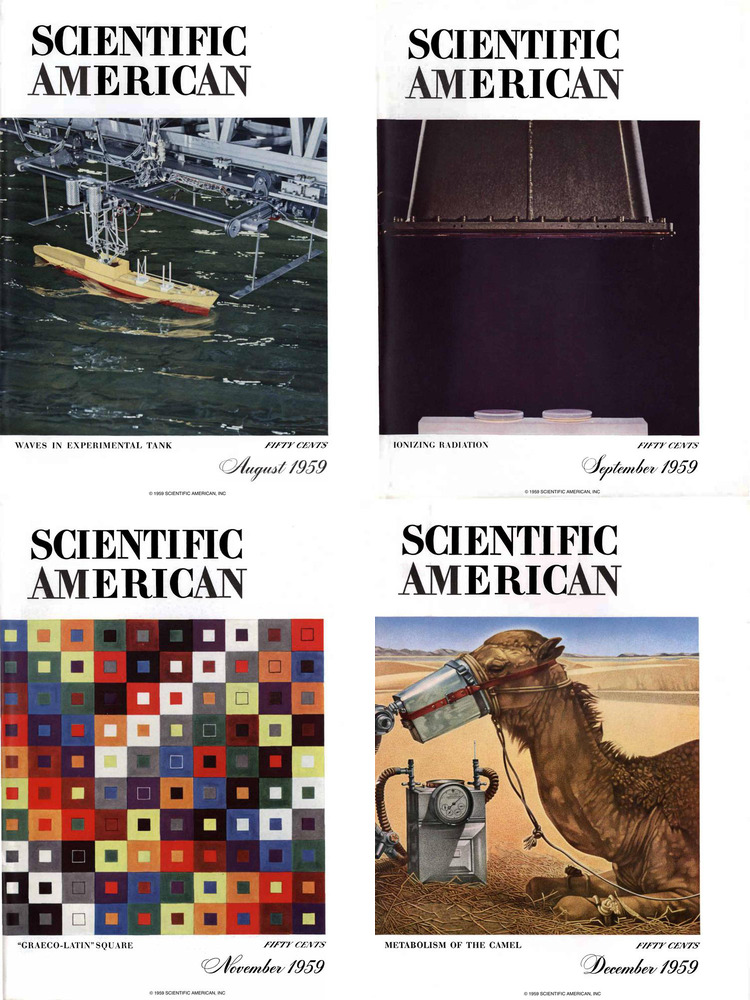 SCIENTIFIC
AMERICAN
WAVES IN EXPERIMENTAL TANK
FIFTY CENTS
August 1959
© 1959 SCIENTIFIC AMERICAN, INC
SCIENTIFIC
AMERICAN
IONIZING RADIATION
FIFTY CENTS
September 1959
© 1959 SCIENTIFIC AMERICAN, INC
SCIENTIFIC
AMERICAN
"GRAECO-LATIN" SQUARE
FIFTY CENTS
November 1959
© 1959 SCIENTIFIC AMERICAN, INC
SCIENTIFIC
AMERICAN
METABOLISM OF THE CAMEL
FIFTY CENTS
December 1959
© 1959 SCIENTIFIC AMERICAN, INC